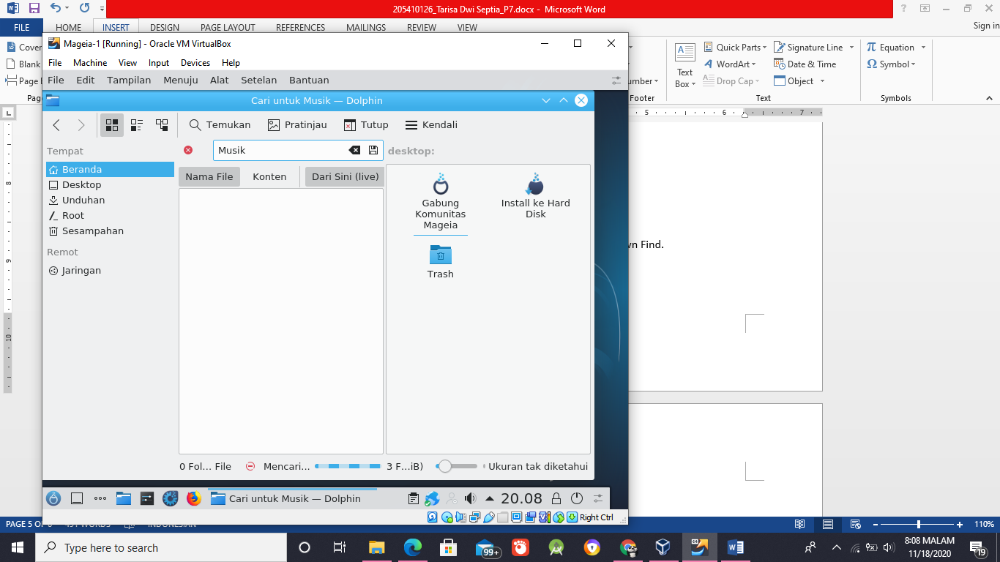 205410126_Tarisa Dwi Septia_P7.docx - Microsoft Word
FILE HOME INSERT DESIGN PAGE LAYOUT REFERENCES MAILINGS REVIEW VIEW Sign in
Cover
Blank
Page
Text Box
Quick Parts
WordArt
Drop Cap
Signature Line
Date & Time
Object
Text
Equation
Symbol
Symbols
Footer
5 6 7
8
9
10
wn Find.
Mageia-1 [Running] - Oracle VM VirtualBox
File Machine View Input Devices Help
File Edit Tampilan Menuju Alat Setelan Bantuan
Cari untuk Musik — Dolphin
Temukan Pratinjau Tutup Kendali
Tempat
Beranda
Desktop
Unduhan
Root
Sesampahan
Remot
Jaringan
Musik
Nama File Konten Dari Sini (live)
desktop:
Gabung
Komunitas
Mageia
Install ke Hard
Disk
Trash
0 Fol... File Mencari... 3 F...iB) Ukuran tak diketahui
Cari untuk Musik — Dolphin 20.08
Right Ctrl
PAGE 5 OF 110%
Type here to search
99+
8:08 MALAM
11/18/2020
19